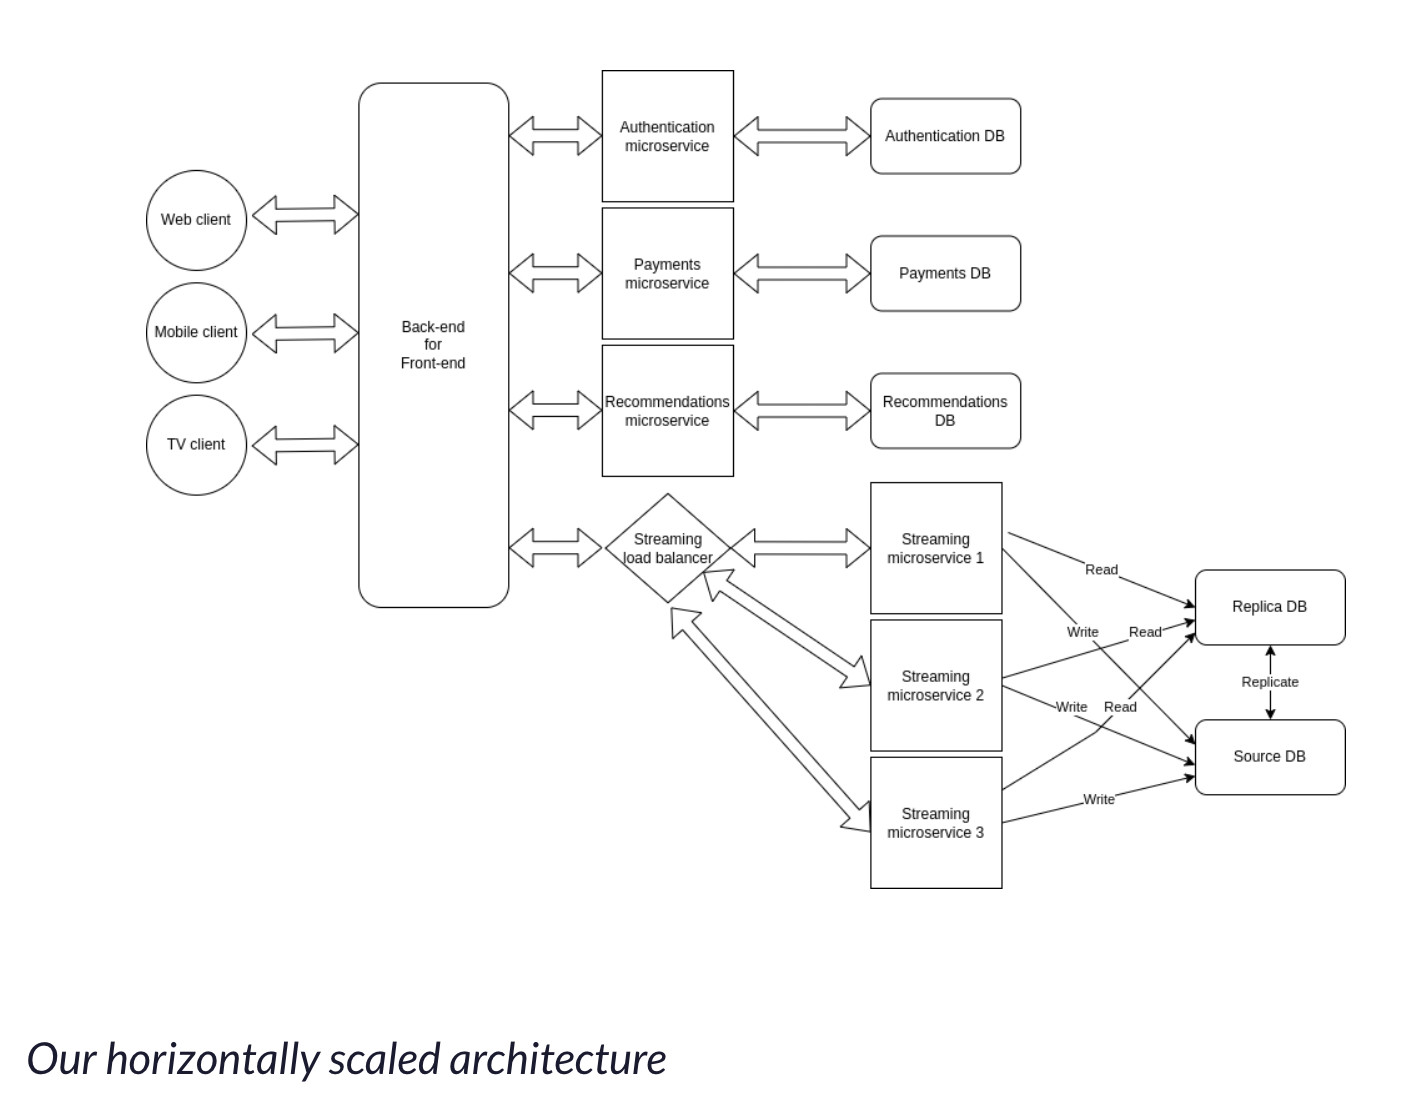 Authentication
microservice
Authentication DB
Web client
Payments
microservice
Payments DB
Mobile client
Back-end
for
Front-end
Recommendations
microservice
Recommendations
DB
TV client
Streaming
load balancer
Streaming
microservice 1
Read
Replica DB
Write
Read
Streaming
microservice 2
Replicate
Write
Read
Source DB
Write
Streaming
microservice 3
Our horizontally scaled architecture